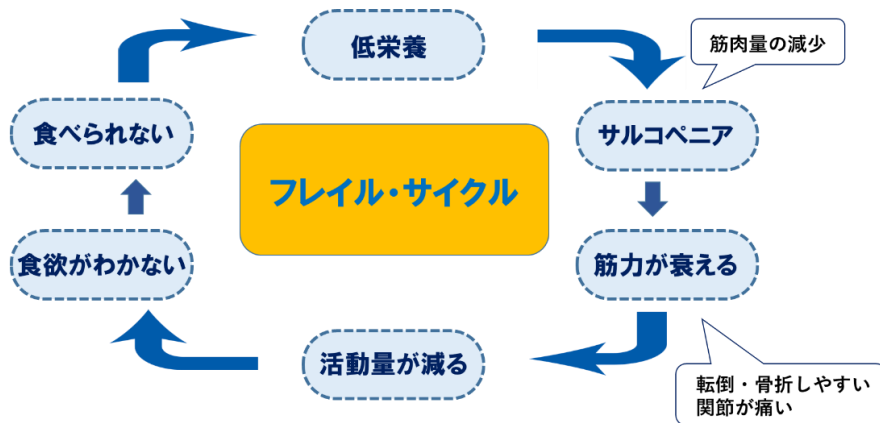 低栄養
筋肉量の減少
サルコペニア
筋力が衰える
転倒・骨折しやすい
関節が痛い
活動量が減る
食欲がわかない
食べられない
フレイル・サイクル